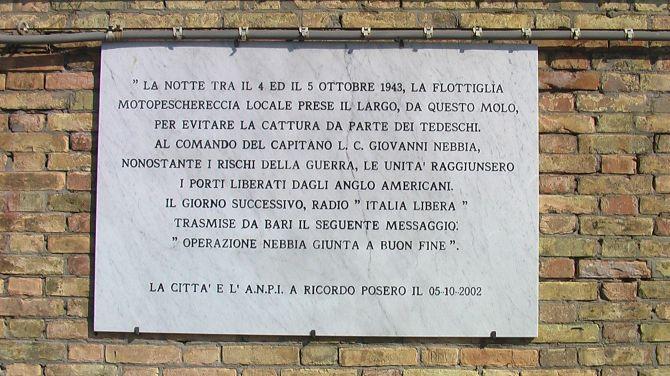 " LA NOTTE TRA IL 4 ED IL 5 OTTOBRE 1943, LA FLOTTIGLIA
MOTOPESCHERECCIA LOCALE PRESE IL LARGO, DA QUESTO MOLO,
PER EVITARE LA CATTURA DA PARTE DEI TEDESCHI.
AL COMANDO DEL CAPITANO L. C. GIOVANNI NEBBIA,
NONOSTANTE I RISCHI DELLA GUERRA, LE UNITA' RAGGIUNSERO
I PORTI LIBERATI DAGLI ANGLO AMERICANI.
IL GIORNO SUCCESSIVO, RADIO " ITALIA LIBERA "
TRASMISE DA BARI IL SEGUENTE MESSAGGIO:
" OPERAZIONE NEBBIA GIUNTA A BUON FINE ".
LA CITTA' E L' A.N.P.I. A RICORDO POSERO IL 05-10-2002